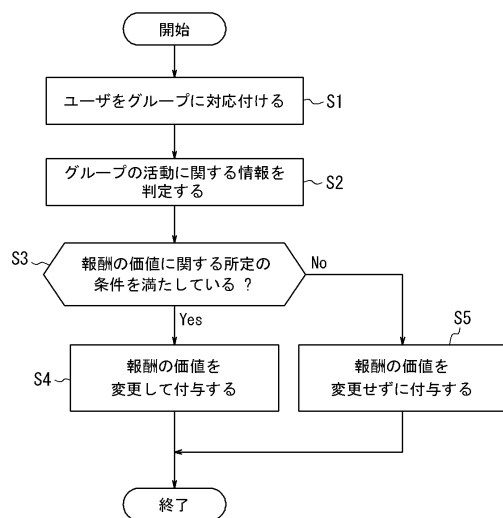 開始
ユーザをグループに対応付ける
S1
グループの活動に関する情報を
判定する
S2
S3
報酬の価値に関する所定の
条件を満たしている ?
No
Yes
S4
報酬の価値を
変更して付与する
S5
報酬の価値を
変更せずに付与する
終了